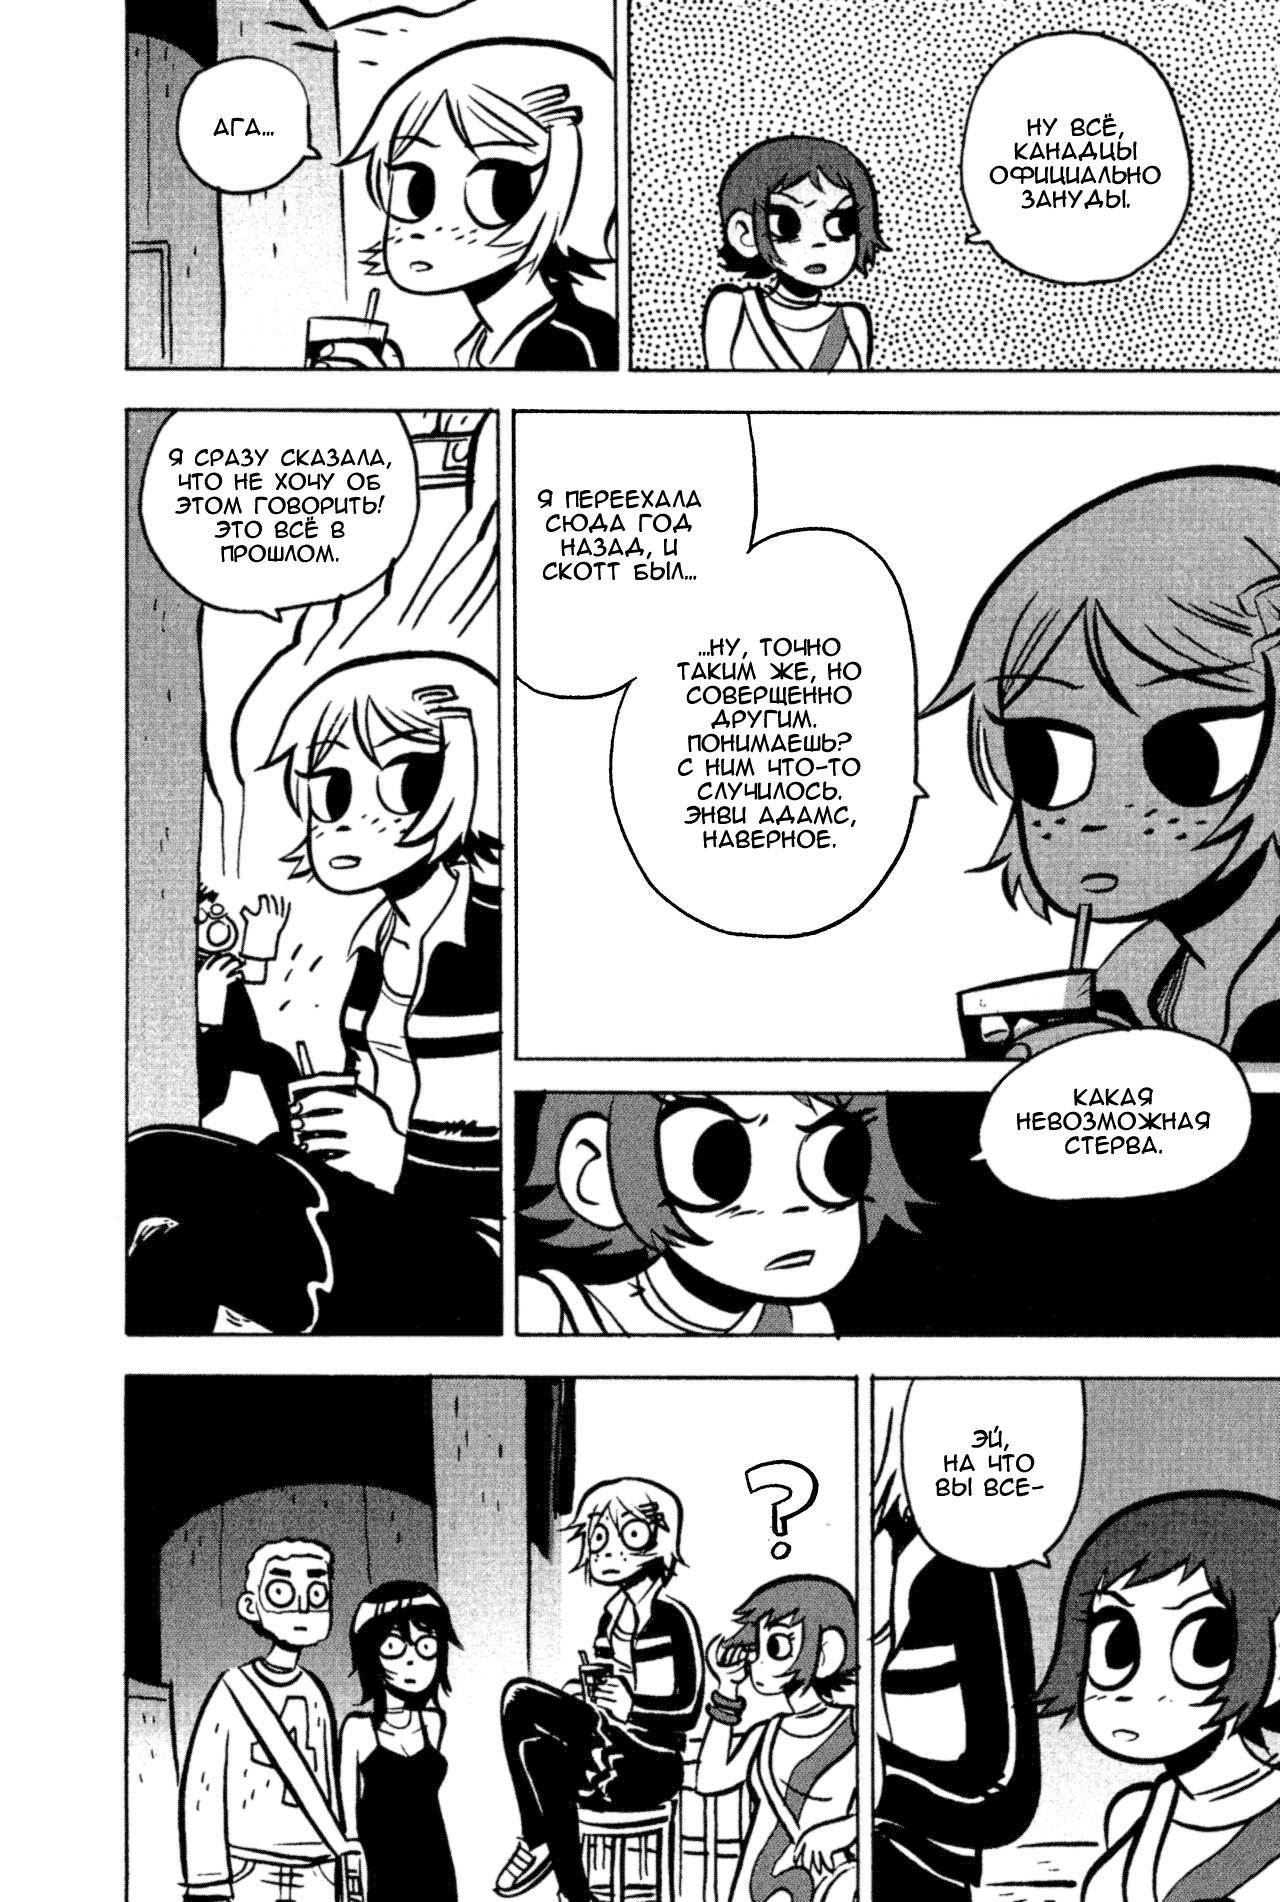 АГА...
НУ ВСЁ,
КАНАДЦЫ
ОФИЦИАЛЬНО
ЗАНУДЫ.
Я СРАЗУ СКАЗАЛА,
ЧТО НЕ ХОЧУ ОБ
ЭТОМ ГОВОРИТЬ!
ЭТО ВСЁ В
ПРОШЛОМ.
Я ПЕРЕЕХАЛА
СЮДА ГОД
НАЗАД, И
СКОТТ БЫЛ...
...НУ, ТОЧНО
ТАКИМ ЖЕ, НО
СОВЕРШЕННО
ДРУГИМ.
ПОНИМАЕШЬ?
С НИМ ЧТО-ТО
СЛУЧИЛОСЬ.
ЭНВИ АДАМС,
НАВЕРНОЕ.
КАКАЯ
НЕВОЗМОЖНАЯ
СТЕРВА.
?
ЭЙ,
НА ЧТО
ВЫ ВСЕ-